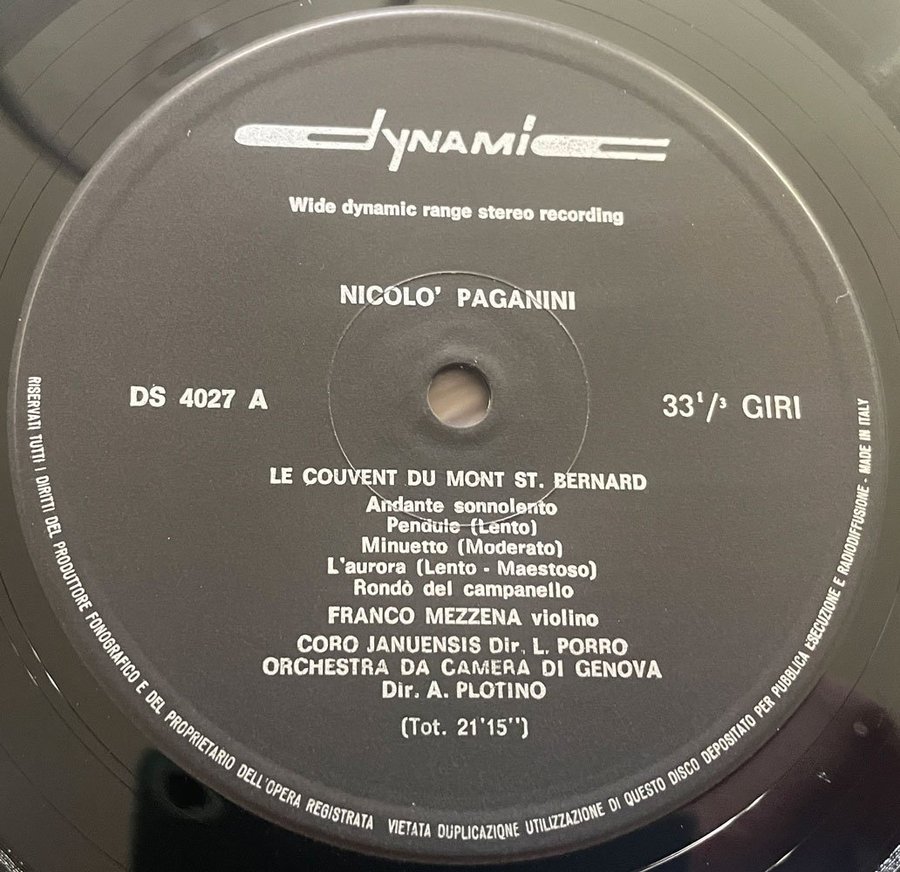 dynamic
Wide dynamic range stereo recording
NICOLO' PAGANINI
DS 4027 A
33¹/³ GIRI
LE COUVENT DU MONT ST. BERNARD
Andante sonnolento
Pendule (Lento)
Minuetto (Moderato)
L'aurora (Lento - Maestoso)
Rondò del campanello
FRANCO MEZZENA violino
CORO JANUENSIS Dir. L. PORRO
ORCHESTRA DA CAMERA DI GENOVA
Dir. A. PLOTINO
(Tot. 21'15")
RISERVATI TUTTI I DIRITTI DEL PRODUTTORE FONOGRAFICO E DEL PROPRIETARIO DELL'OPERA REGISTRATA VIETATA DUPLICAZIONE UTILIZZAZIONE DI QUESTO DISCO DEPOSITATO PER PUBBLICA ESECUZIONE E RADIODIFFUSIONE - MADE IN ITALY